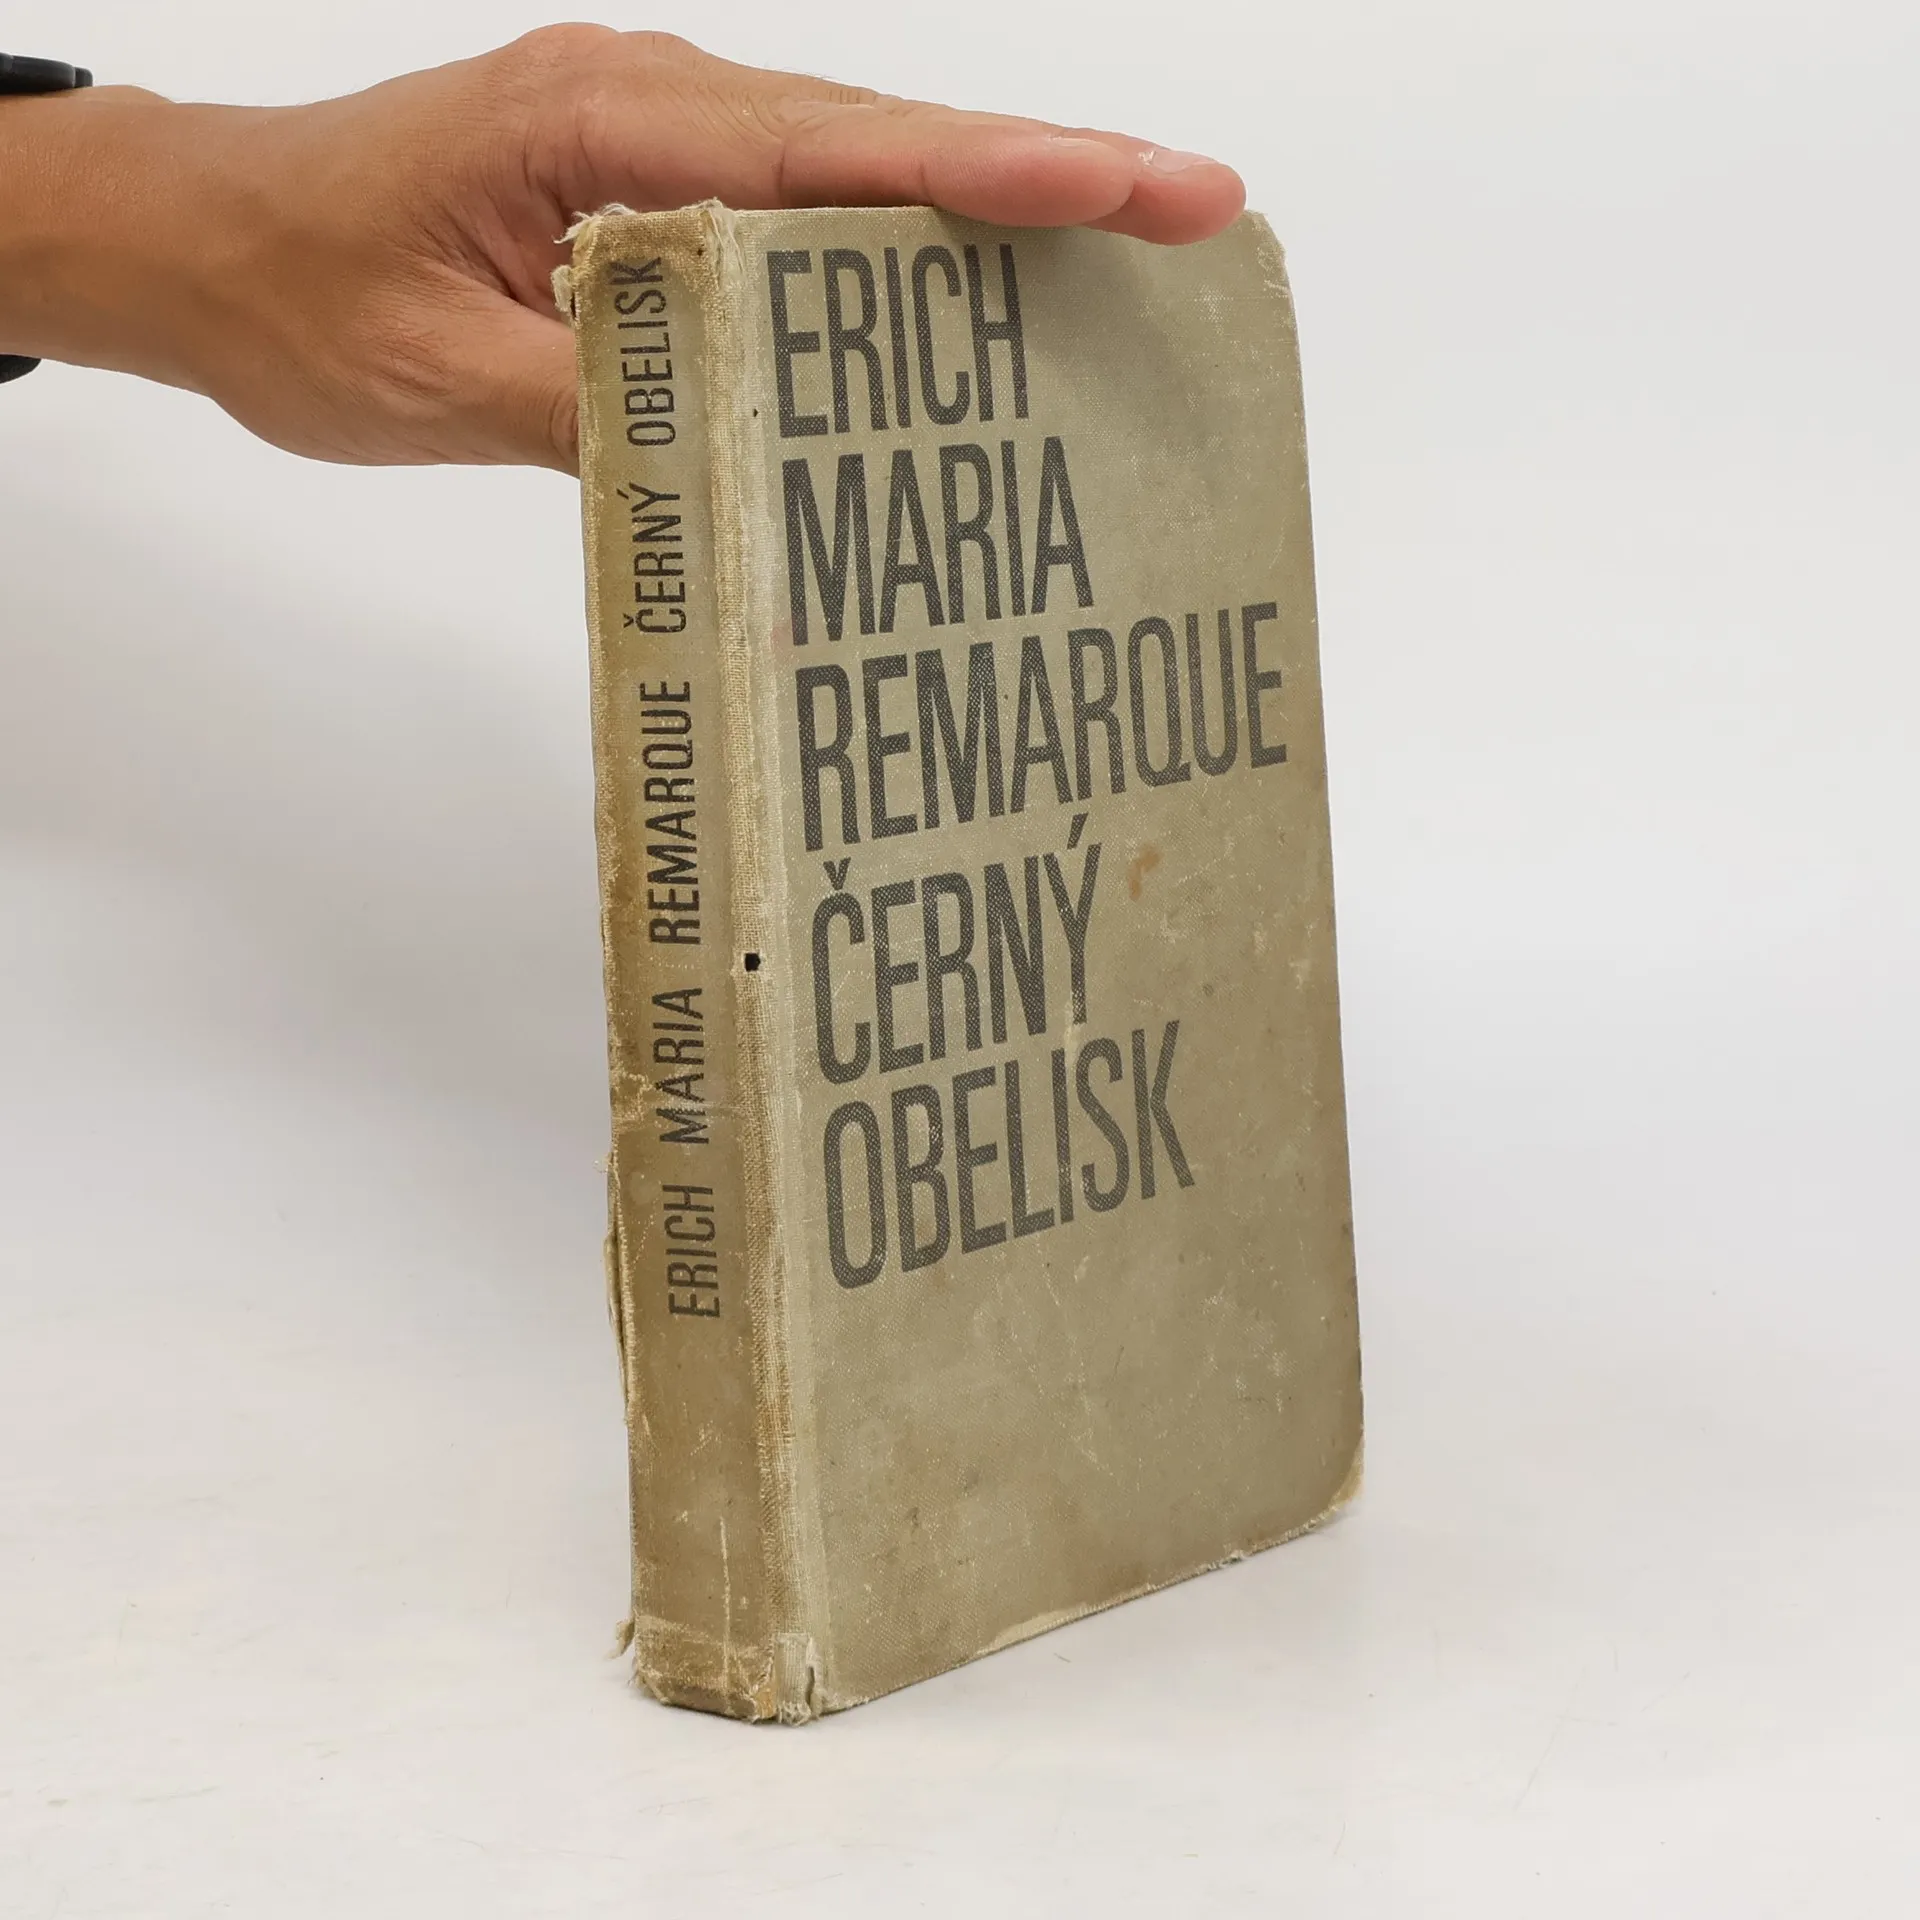 ERICH MARIA REMARQUE ČERNÝ OBELISK
ERICH
MARIA
REMARQUE
ČERNÝ
OBELISK